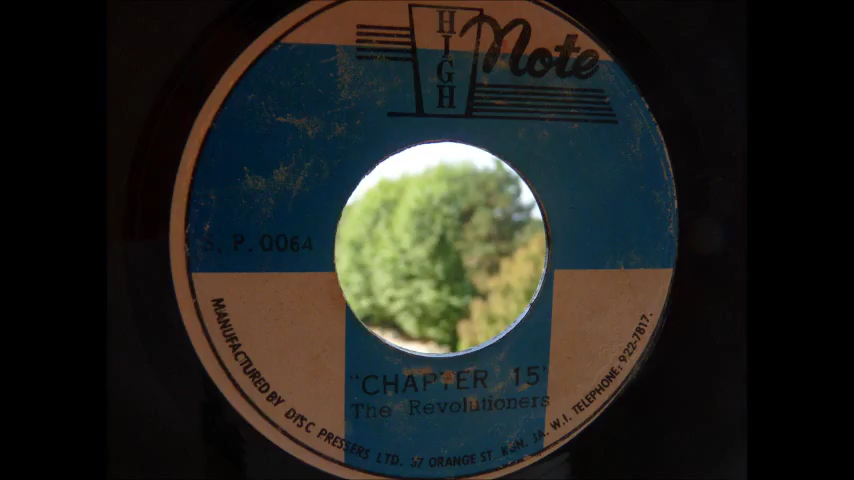 HIGH Note
S. P. 0064
"CHAPTER 15"
The Revolutioners
MANUFACTURED BY DISC PRESSERS LTD. 57 ORANGE ST. KGN. JA. W.I. TELEPHONE: 922-7817.